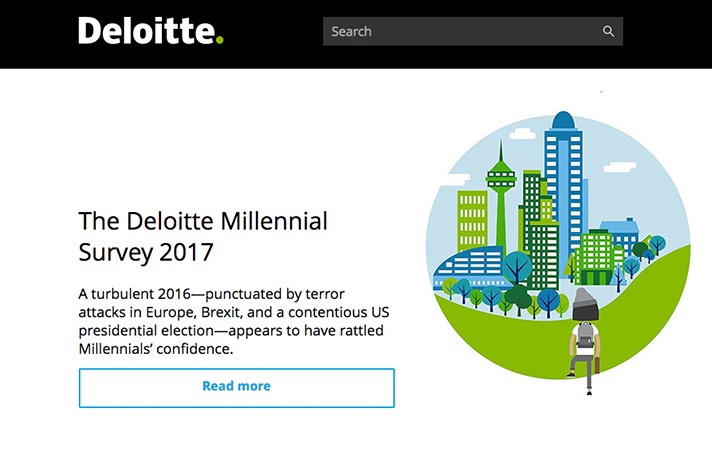 Deloitte.
Search
The Deloitte Millennial
Survey 2017
A turbulent 2016—punctuated by terror
attacks in Europe, Brexit, and a contentious US
presidential election—appears to have rattled
Millennials’ confidence.
Read more